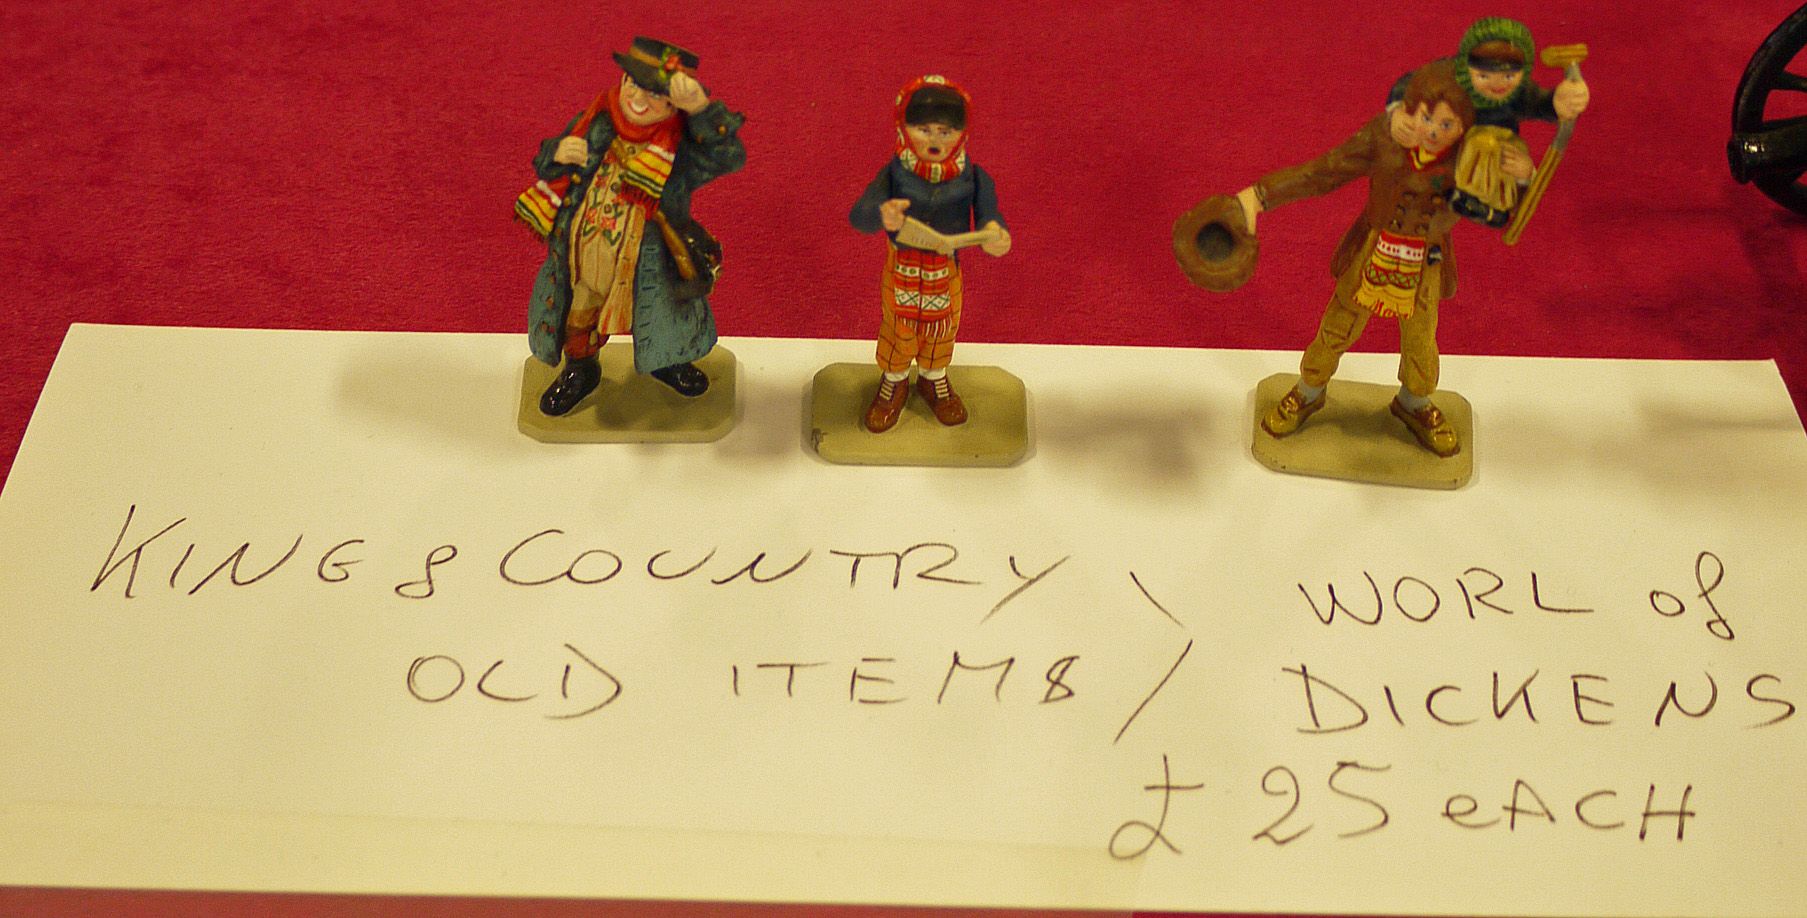 KING & COUNTRY \ WORL of
OLD ITEMS / DICKENS
£ 25 eACH